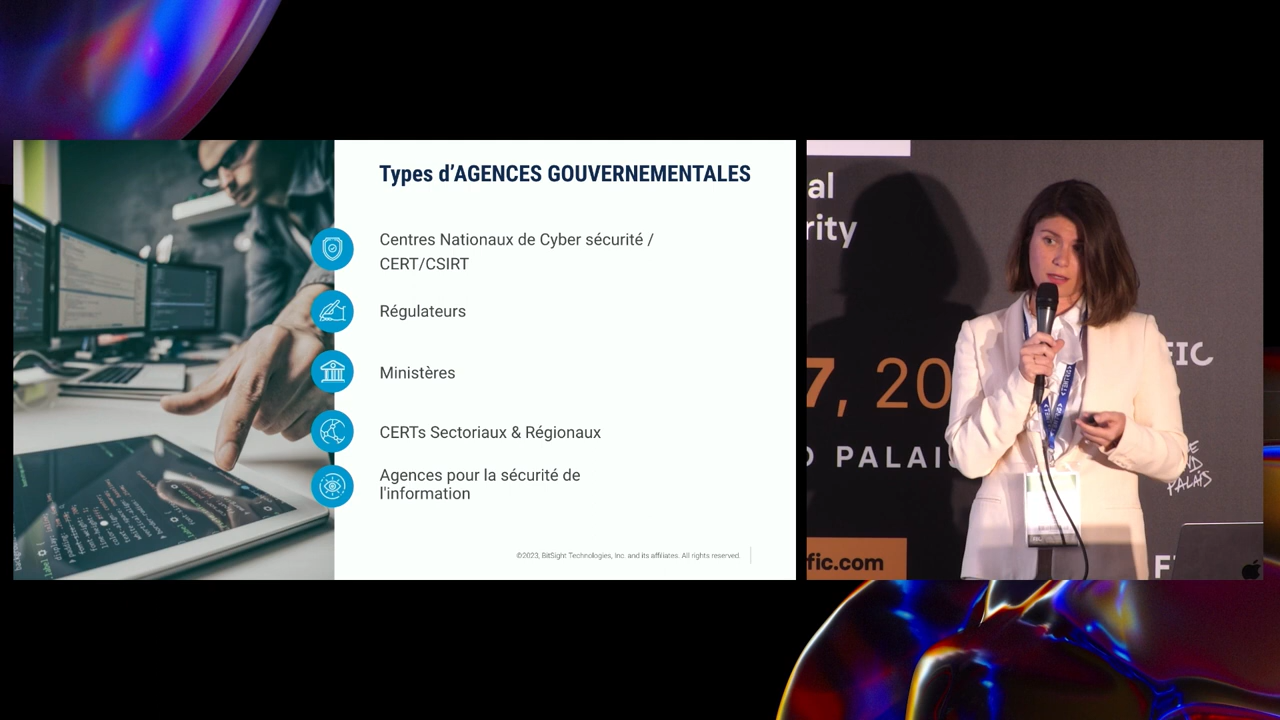 Types d’AGENCES GOUVERNEMENTALES
Centres Nationaux de Cyber sécurité /
CERT/CSIRT
Régulateurs
Ministères
CERTs Sectoriaux & Régionaux
Agences pour la sécurité de
l'information
©2023, BitSight Technologies, Inc. and its affiliates. All rights reserved.
al
rity
7, 20
FIC
D PALAIS
PALAIS
fic.com
F